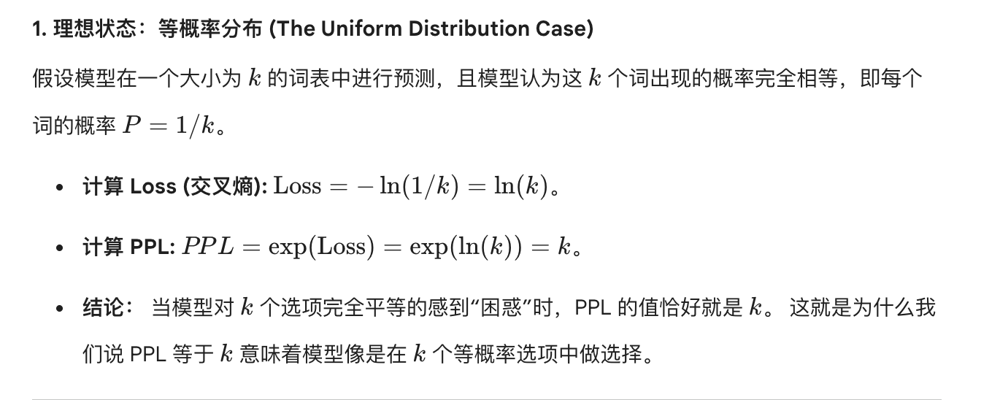 1. 理想状态：等概率分布 (The Uniform Distribution Case)
假设模型在一个大小为 k 的词表中进行预测，且模型认为这 k 个词出现的概率完全相等，即每个
词的概率 P = 1/k。
• 计算 Loss (交叉熵): Loss = − ln(1/k) = ln(k)。
• 计算 PPL: PPL = exp(Loss) = exp(ln(k)) = k。
• 结论： 当模型对 k 个选项完全平等的感到“困惑”时，PPL 的值恰好就是 k。 这就是为什么我
们说 PPL 等于 k 意味着模型像是在 k 个等概率选项中做选择。